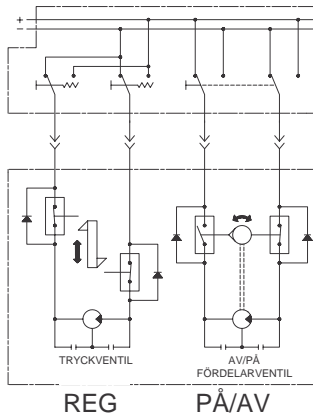 +
−
TRYCKVENTIL
AV/PÅ
FÖRDELARVENTIL
REG PÅ/AV